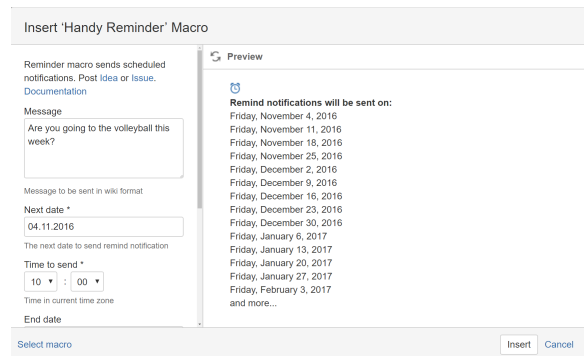 Insert ‘Handy Reminder’ Macro
Reminder macro sends scheduled
notifications. Post Idea or Issue.
Documentation
Message
Are you going to the volleyball this
week?
Message to be sent in wiki format
Next date *
04.11.2016
The next date to send remind notification
Time to send *
10 : 00
Time in current time zone
End date
Preview
Remind notifications will be sent on:
Friday, November 4, 2016
Friday, November 11, 2016
Friday, November 18, 2016
Friday, November 25, 2016
Friday, December 2, 2016
Friday, December 9, 2016
Friday, December 16, 2016
Friday, December 23, 2016
Friday, December 30, 2016
Friday, January 6, 2017
Friday, January 13, 2017
Friday, January 20, 2017
Friday, January 27, 2017
Friday, February 3, 2017
and more...
Select macro
Insert Cancel